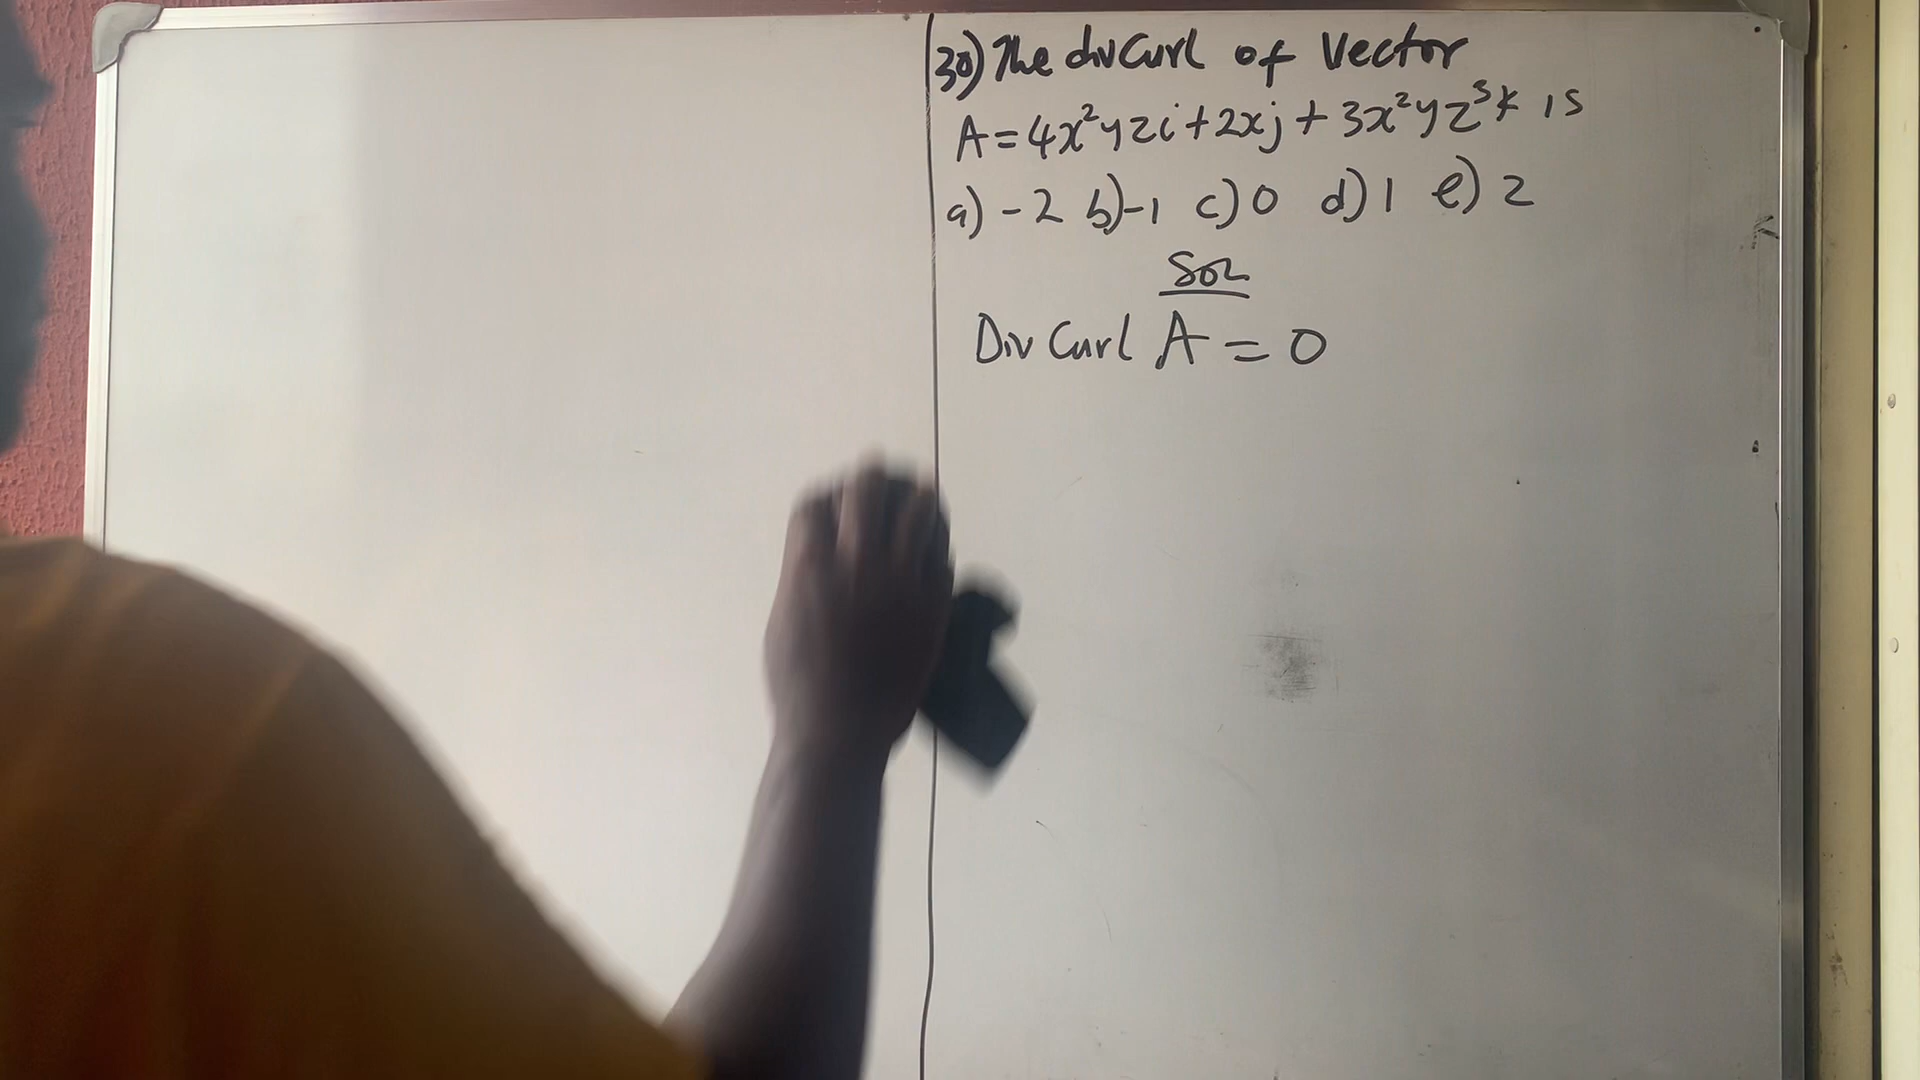 30) The divCurl of Vector
A = 4x²yzi + 2xj + 3x²yz³k is
a) -2 b) -1 c) 0 d) 1 e) 2
SOL
Div Curl A = 0